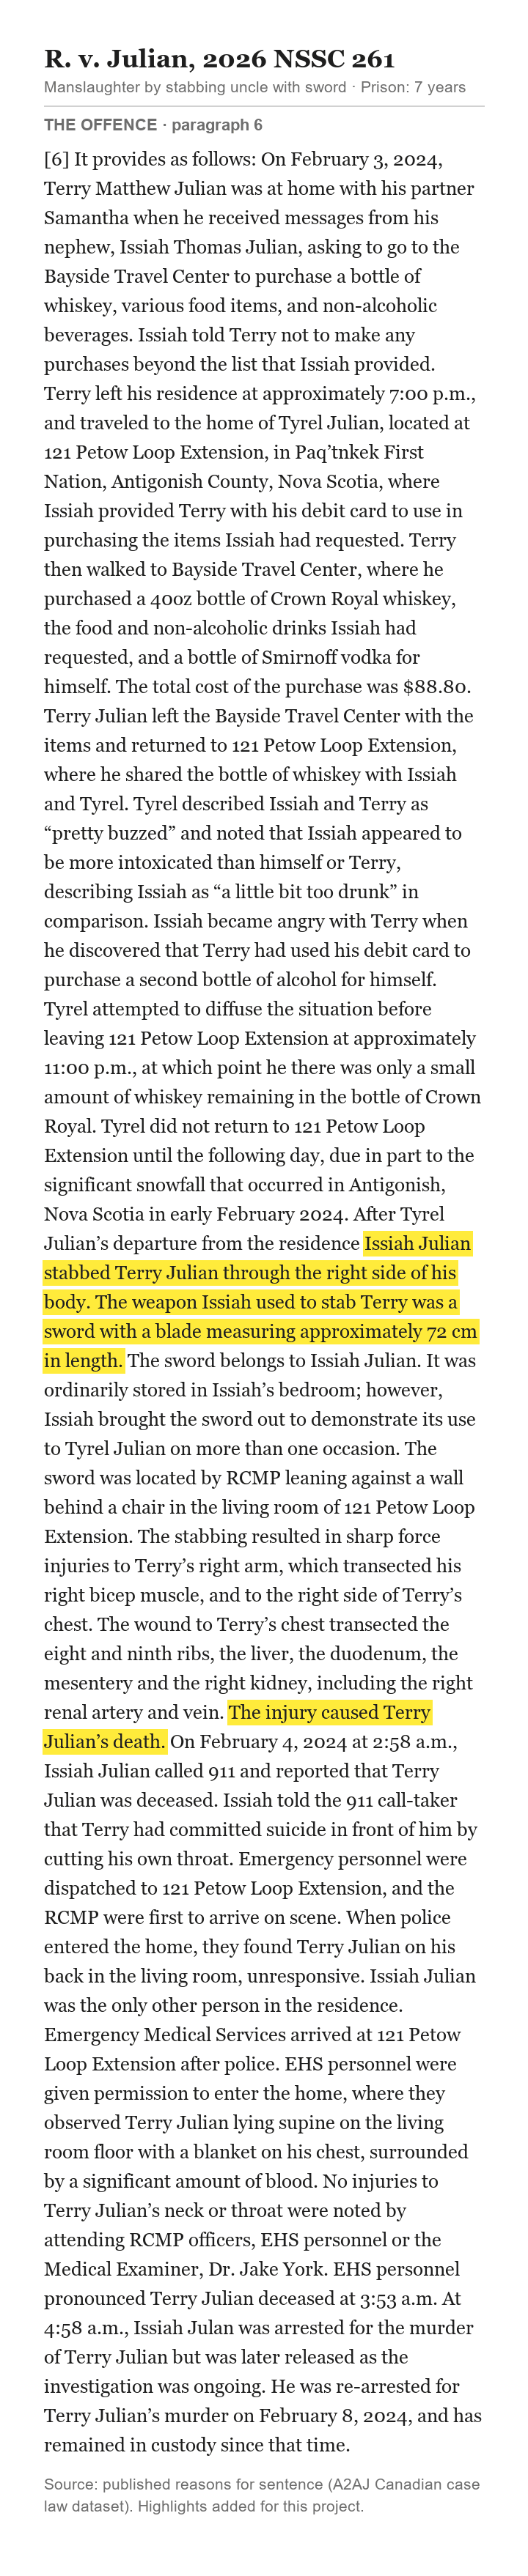 R. v. Julian, 2026 NSSC 261
Manslaughter by stabbing uncle with sword · Prison: 7 years
THE OFFENCE · paragraph 6
[6] It provides as follows: On February 3, 2024,
Terry Matthew Julian was at home with his partner
Samantha when he received messages from his
nephew, Issiah Thomas Julian, asking to go to the
Bayside Travel Center to purchase a bottle of
whiskey, various food items, and non-alcoholic
beverages. Issiah told Terry not to make any
purchases beyond the list that Issiah provided.
Terry left his residence at approximately 7:00 p.m.,
and traveled to the home of Tyrel Julian, located at
121 Petow Loop Extension, in Paq’tnkek First
Nation, Antigonish County, Nova Scotia, where
Issiah provided Terry with his debit card to use in
purchasing the items Issiah had requested. Terry
then walked to Bayside Travel Center, where he
purchased a 40oz bottle of Crown Royal whiskey,
the food and non-alcoholic drinks Issiah had
requested, and a bottle of Smirnoff vodka for
himself. The total cost of the purchase was $88.80.
Terry Julian left the Bayside Travel Center with the
items and returned to 121 Petow Loop Extension,
where he shared the bottle of whiskey with Issiah
and Tyrel. Tyrel described Issiah and Terry as
“pretty buzzed” and noted that Issiah appeared to
be more intoxicated than himself or Terry,
describing Issiah as “a little bit too drunk” in
comparison. Issiah became angry with Terry when
he discovered that Terry had used his debit card to
purchase a second bottle of alcohol for himself.
Tyrel attempted to diffuse the situation before
leaving 121 Petow Loop Extension at approximately
11:00 p.m., at which point he there was only a small
amount of whiskey remaining in the bottle of Crown
Royal. Tyrel did not return to 121 Petow Loop
Extension until the following day, due in part to the
significant snowfall that occurred in Antigonish,
Nova Scotia in early February 2024. After Tyrel
Julian’s departure from the residence Issiah Julian
stabbed Terry Julian through the right side of his
body. The weapon Issiah used to stab Terry was a
sword with a blade measuring approximately 72 cm
in length. The sword belongs to Issiah Julian. It was
ordinarily stored in Issiah’s bedroom; however,
Issiah brought the sword out to demonstrate its use
to Tyrel Julian on more than one occasion. The
sword was located by RCMP leaning against a wall
behind a chair in the living room of 121 Petow Loop
Extension. The stabbing resulted in sharp force
injuries to Terry’s right arm, which transected his
right bicep muscle, and to the right side of Terry’s
chest. The wound to Terry’s chest transected the
eight and ninth ribs, the liver, the duodenum, the
mesentery and the right kidney, including the right
renal artery and vein. The injury caused Terry
Julian’s death. On February 4, 2024 at 2:58 a.m.,
Issiah Julian called 911 and reported that Terry
Julian was deceased. Issiah told the 911 call-taker
that Terry had committed suicide in front of him by
cutting his own throat. Emergency personnel were
dispatched to 121 Petow Loop Extension, and the
RCMP were first to arrive on scene. When police
entered the home, they found Terry Julian on his
back in the living room, unresponsive. Issiah Julian
was the only other person in the residence.
Emergency Medical Services arrived at 121 Petow
Loop Extension after police. EHS personnel were
given permission to enter the home, where they
observed Terry Julian lying supine on the living
room floor with a blanket on his chest, surrounded
by a significant amount of blood. No injuries to
Terry Julian’s neck or throat were noted by
attending RCMP officers, EHS personnel or the
Medical Examiner, Dr. Jake York. EHS personnel
pronounced Terry Julian deceased at 3:53 a.m. At
4:58 a.m., Issiah Julan was arrested for the murder
of Terry Julian but was later released as the
investigation was ongoing. He was re-arrested for
Terry Julian’s murder on February 8, 2024, and has
remained in custody since that time.
Source: published reasons for sentence (A2AJ Canadian case
law dataset). Highlights added for this project.